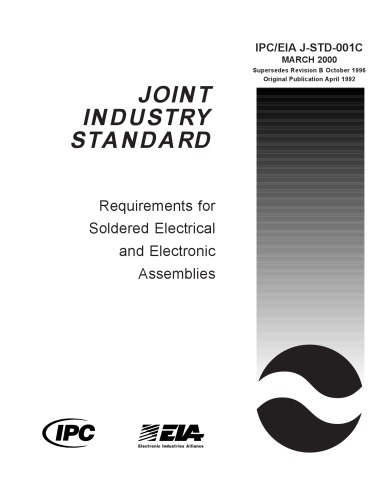 IPC/EIA J-STD-001C
MARCH 2000
Supersedes Revision B October 1996
Original Publication April 1992
JOINT
INDUSTRY
STANDARD
Requirements for
Soldered Electrical
and Electronic
Assemblies
IPC
EIA
Electronic Industries Alliance